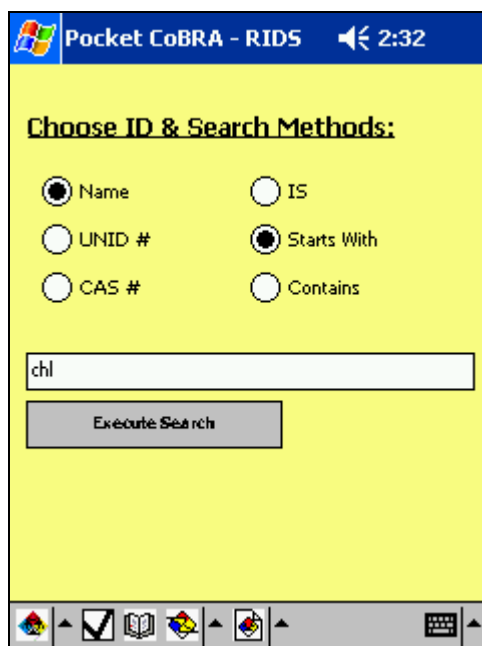 Pocket CoBRA - RIDS 2:32
Choose ID & Search Methods:
Name IS
UNID # Starts With
CAS # Contains
chl
Execute Search